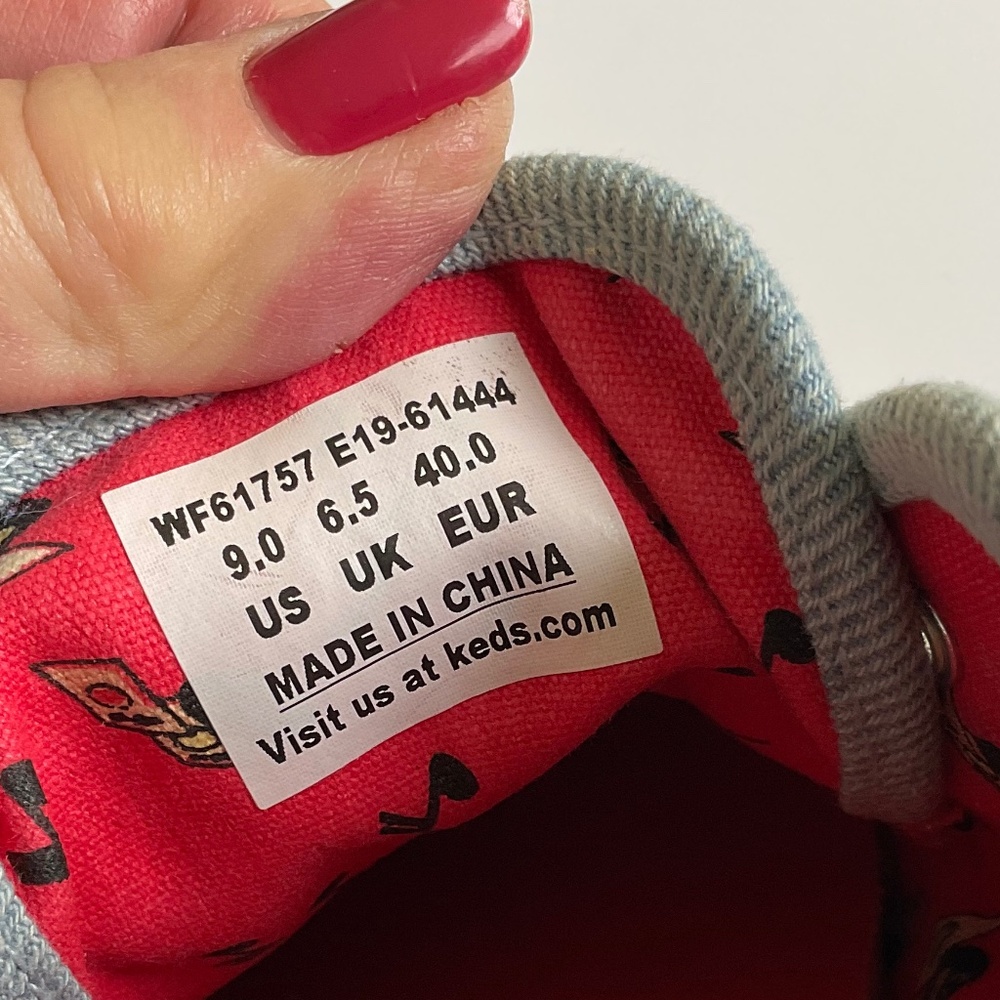 WF61757 E19-61444
9.0 6.5 40.0
US UK EUR
MADE IN CHINA
Visit us at keds.com